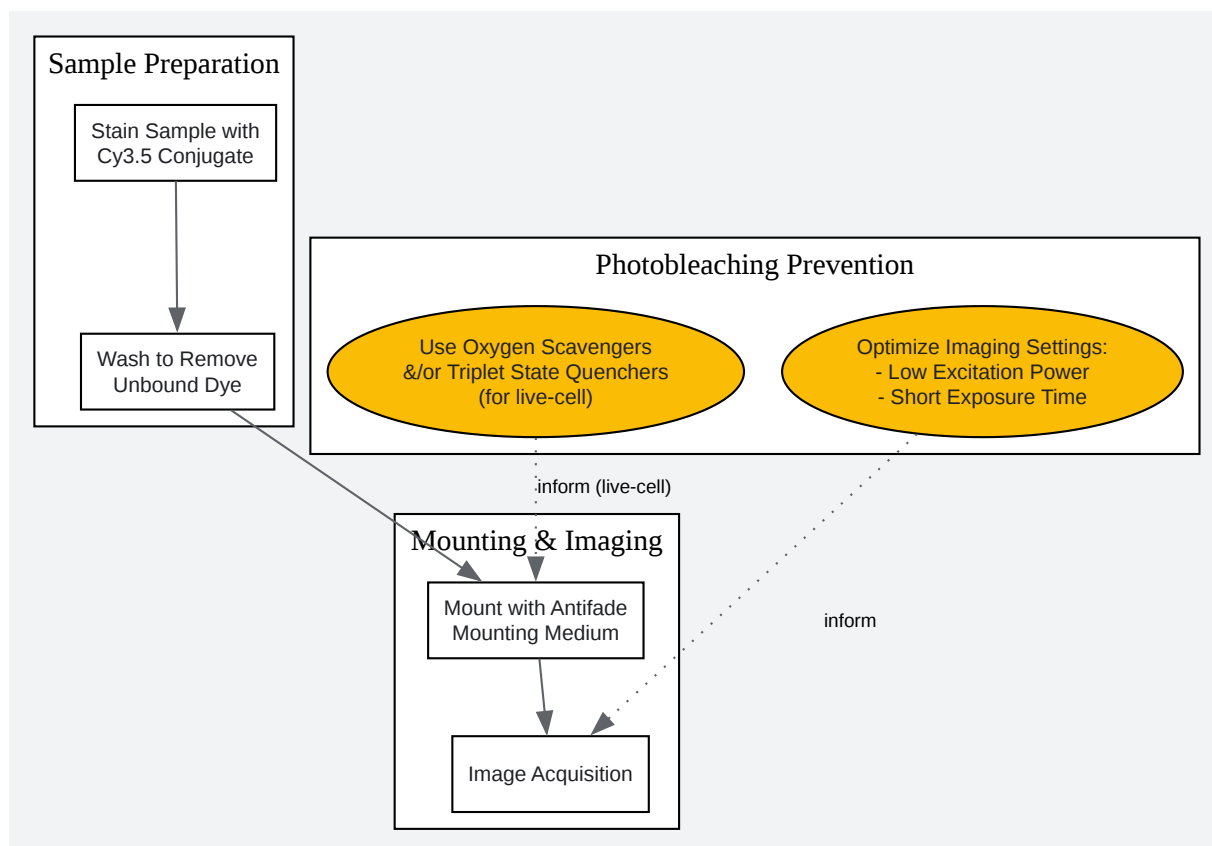 Sample Preparation
Stain Sample with
Cy3.5 Conjugate
Wash to Remove
Unbound Dye
Photobleaching Prevention
Use Oxygen Scavengers
&/or Triplet State Quenchers
(for live-cell)
Optimize Imaging Settings:
- Low Excitation Power
- Short Exposure Time
inform (live-cell)
inform
Mounting & Imaging
Mount with Antifade
Mounting Medium
Image Acquisition